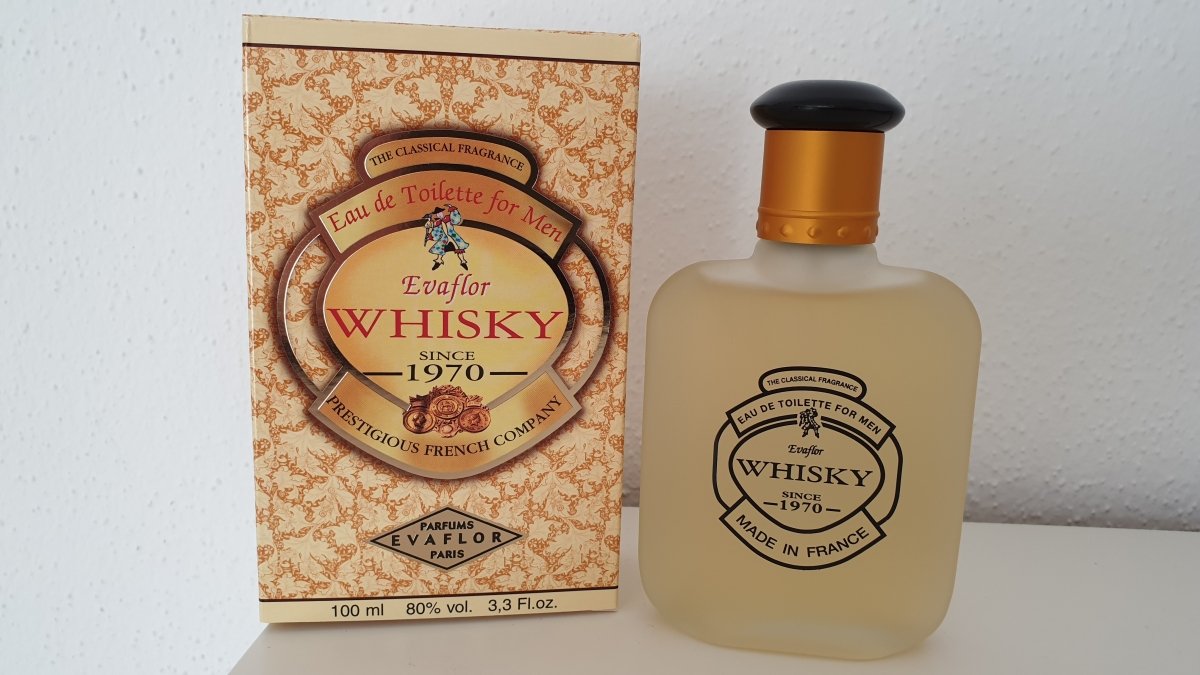 THE CLASSICAL FRAGRANCE
Eau de Toilette for Men
Evaflor
WHISKY
SINCE
1970
PRESTIGIOUS FRENCH COMPANY
PARFUMS
EVAFLOR
PARIS
100 ml 80% vol. 3,3 Fl.oz.
THE CLASSICAL FRAGRANCE
EAU DE TOILETTE FOR MEN
Evaflor
WHISKY
SINCE
1970
MADE IN FRANCE